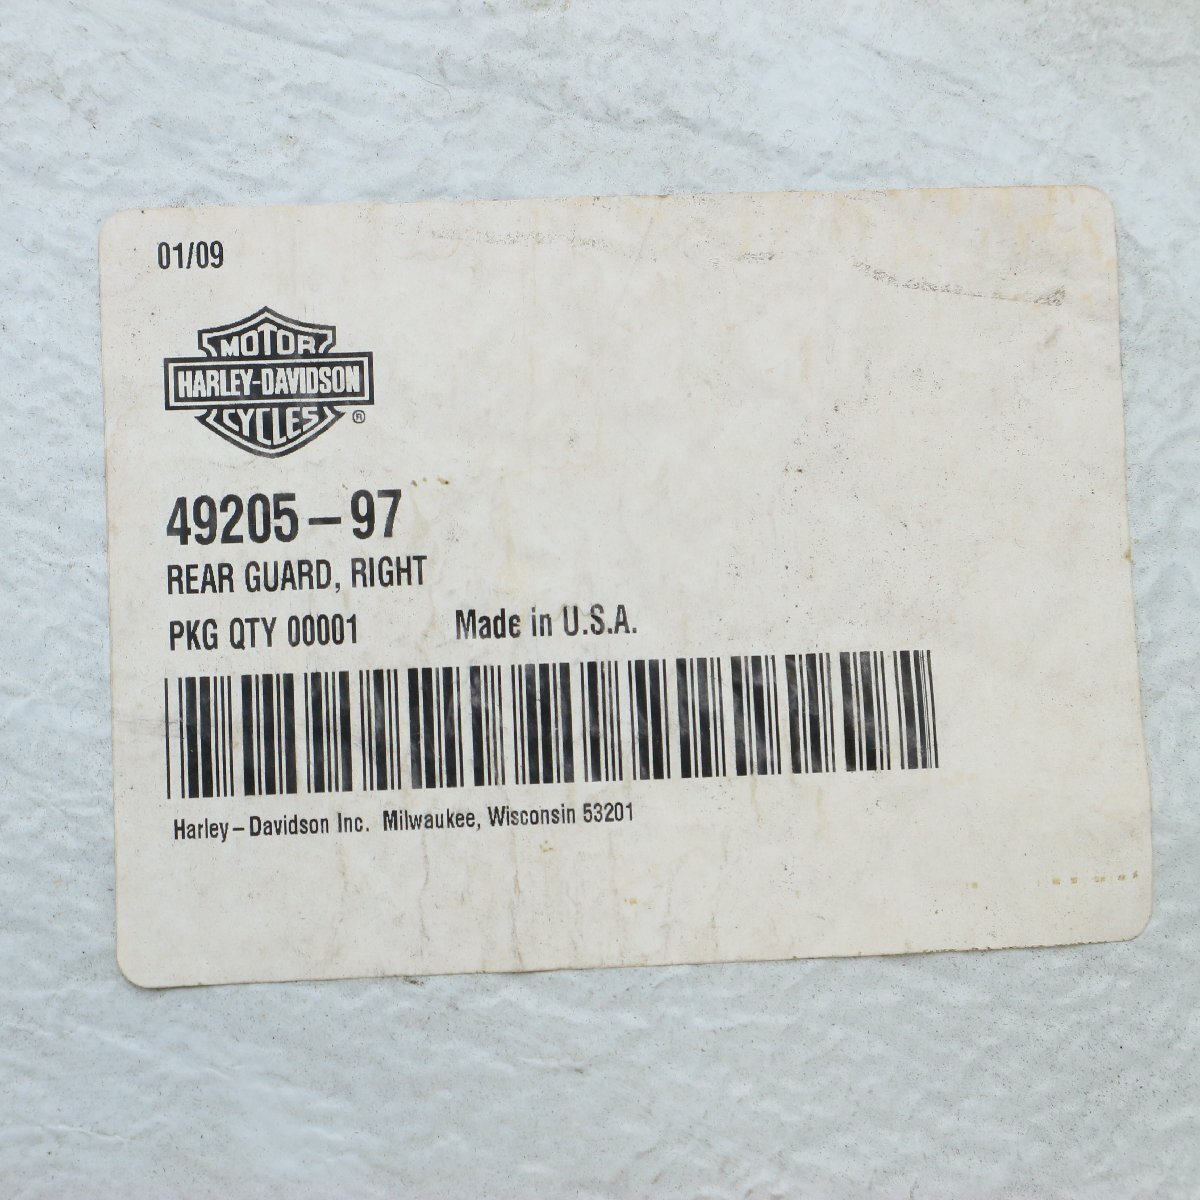 01/09
MOTOR
HARLEY-DAVIDSON
CYCLES ®
49205-97
REAR GUARD, RIGHT
PKG QTY 00001 Made in U.S.A.
Harley-Davidson Inc. Milwaukee, Wisconsin 53201